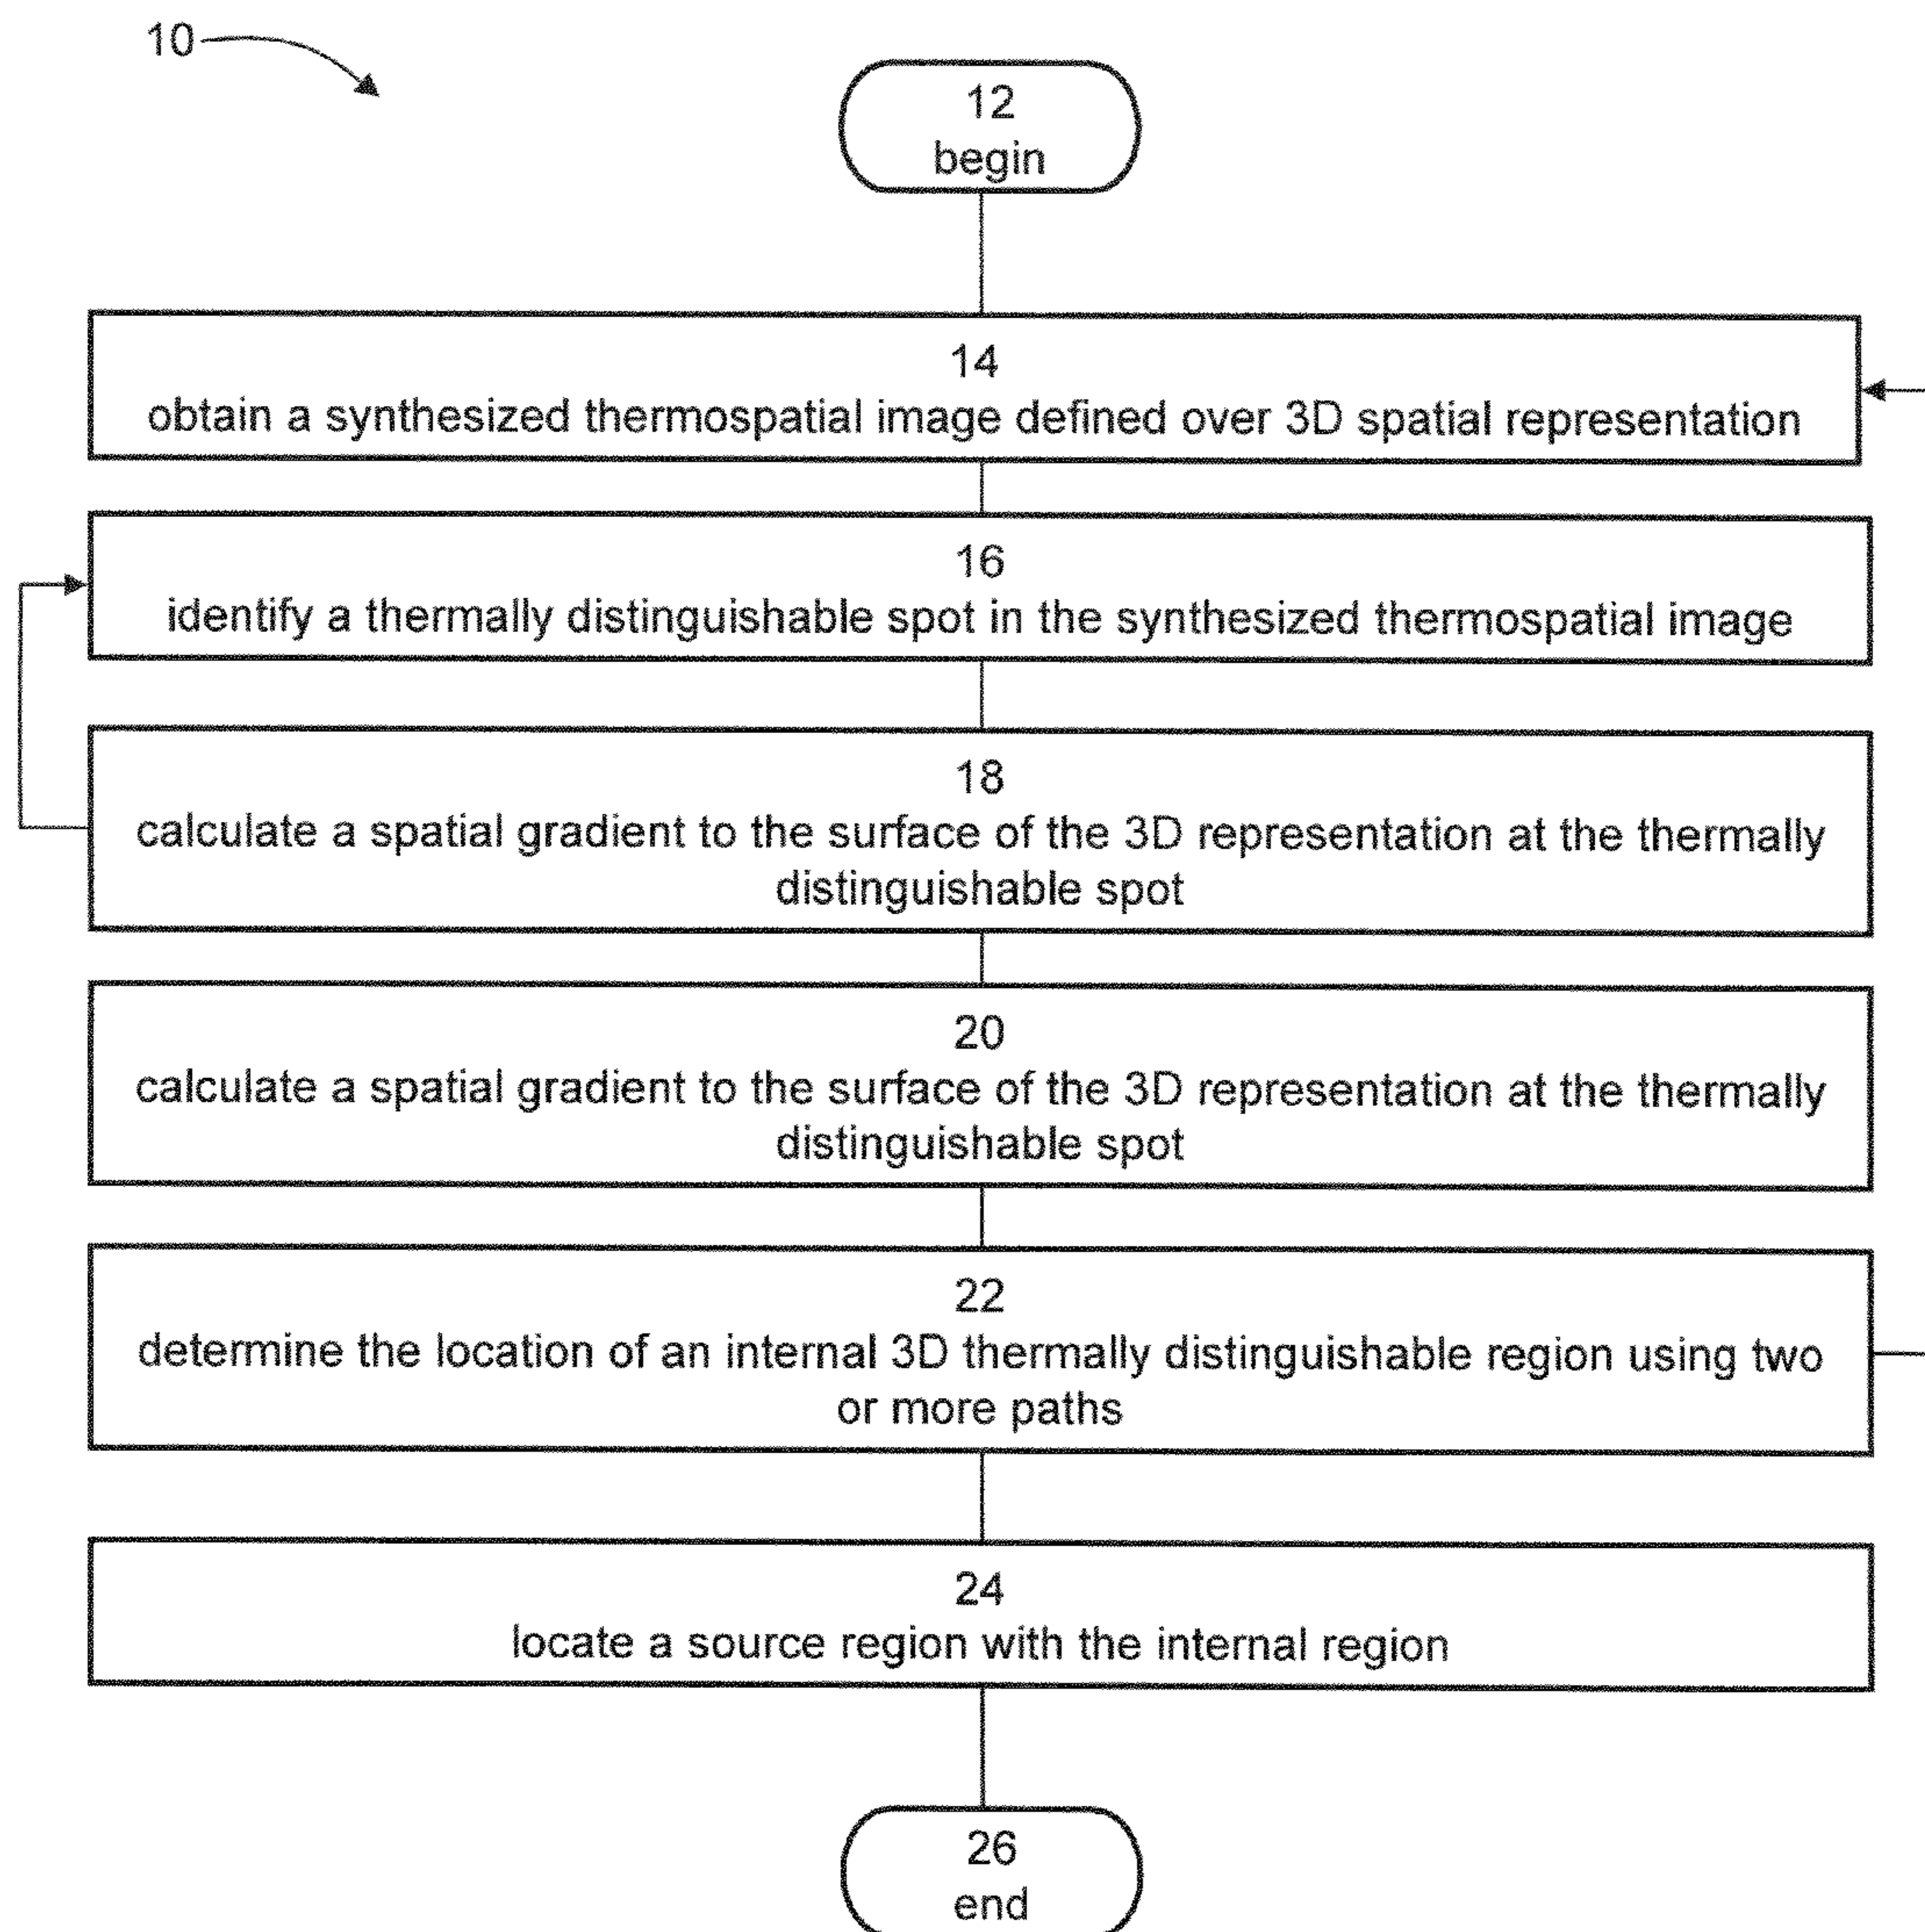 10
12
begin
14
obtain a synthesized thermospatial image defined over 3D spatial representation
16
identify a thermally distinguishable spot in the synthesized thermospatial image
18
calculate a spatial gradient to the surface of the 3D representation at the thermally
distinguishable spot
20
calculate a spatial gradient to the surface of the 3D representation at the thermally
distinguishable spot
22
determine the location of an internal 3D thermally distinguishable region using two
or more paths
24
locate a source region with the internal region
26
end